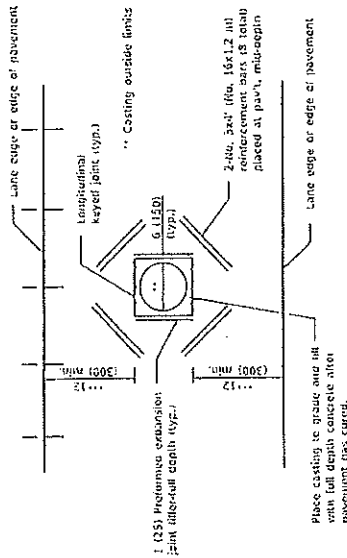 Lane edge or edge of pavement
Longitudinal
keyed joint (typ.)
** Casting outside limits
6 (150)
(typ.)
2-No. 5x4' (No. 16x1.2 m)
reinforcement bars (8 total)
placed at pav't. mid-depth
***12
(300) min.
***12
(300) min.
1 (25) Preformed expansion
joint filler-full depth (typ.)
Lane edge or edge of pavement
Place casting to grade and fill
with full depth concrete after
pavement has cured.